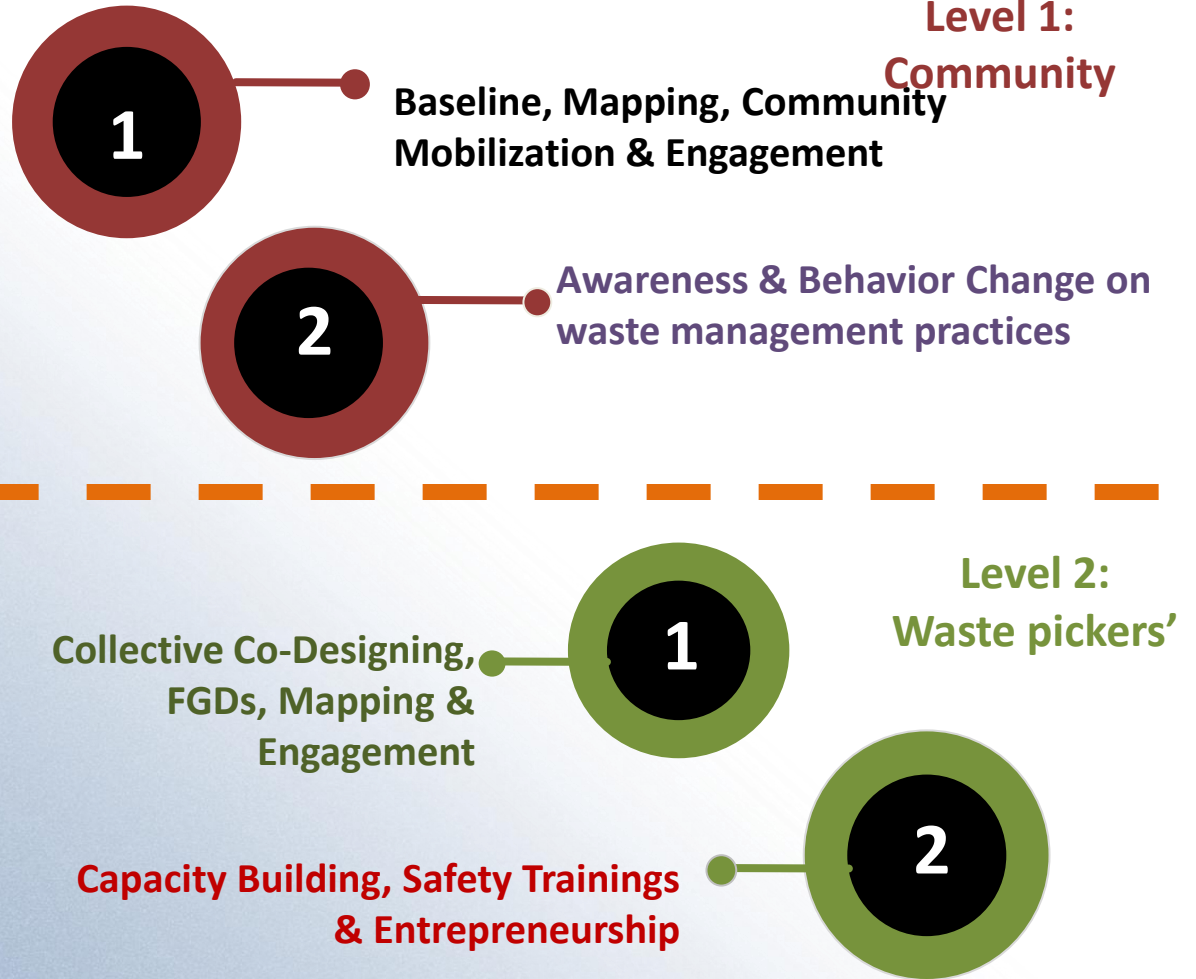 Level 1:
Community
1
Baseline, Mapping, Community
Mobilization & Engagement
2
Awareness & Behavior Change on
waste management practices
Level 2:
Waste pickers’
1
Collective Co-Designing,
FGDs, Mapping &
Engagement
2
Capacity Building, Safety Trainings
& Entrepreneurship